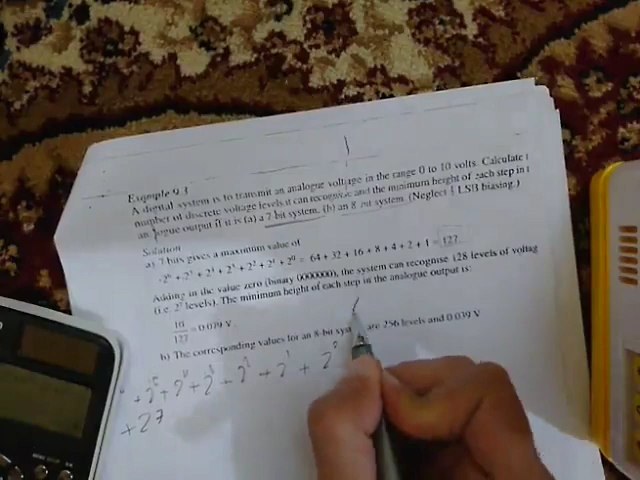 Example 9.3
A digital system is to transmit an analogue voltage in the range 0 to 10 volts. Calculate t
number of discrete voltage levels it can recognise and the minimum height of each step in t
analogue output if it is (a) a 7 bit system, (b) an 8 bit system. (Neglect ½ LSB biasing.)
Solution
a) 7 bits gives a maximum value of
2⁶ + 2⁵ + 2⁴ + 2³ + 2² + 2¹ + 2⁰ = 64 + 32 + 16 + 8 + 4 + 2 + 1 = 127
Adding in the value zero (binary 0000000), the system can recognise 128 levels of voltag
(i.e. 2⁷ levels). The minimum height of each step in the analogue output is:
10/127 = 0.079 V
b) The corresponding values for an 8-bit sys are 256 levels and 0.039 V
+ 2⁵ + 2⁴ + 2³ + 2² + 2¹ + 2⁰
+27